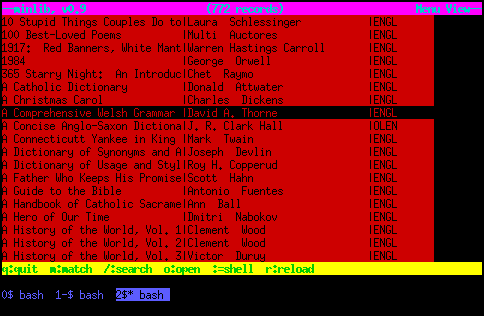 --minlib, v0.9 (772 records) Menu View--
10 Stupid Things Couples Do to|Laura Schlessinger |ENGL
100 Best-Loved Poems |Multi Auctores |ENGL
1917: Red Banners, White Mant|Warren Hastings Carroll |ENGL
1984 |George Orwell |ENGL
365 Starry Night: An Introduc|Chet Raymo |ENGL
A Catholic Dictionary |Donald Attwater |ENGL
A Christmas Carol |Charles Dickens |ENGL
A Comprehensive Welsh Grammar |David A. Thorne |ENGL
A Concise Anglo-Saxon Dictiona|J. R. Clark Hall |OLEN
A Connecticutt Yankee in King |Mark Twain |ENGL
A Dictionary of Synonyms and A|Joseph Devlin |ENGL
A Dictionary of Usage and Styl|Roy H. Copperud |ENGL
A Father Who Keeps His Promise|Scott Hahn |ENGL
A Guide to the Bible |Antonio Fuentes |ENGL
A Handbook of Catholic Sacrame|Ann Ball |ENGL
A Hero of Our Time |Dmitri Nabokov |ENGL
A History of the World, Vol. 1|Clement Wood |ENGL
A History of the World, Vol. 2|Clement Wood |ENGL
A History of the World, Vol. 3|Victor Duruy |ENGL
q:quit m:match /:search o:open :=shell r:reload
0$ bash 1-$ bash 2$* bash